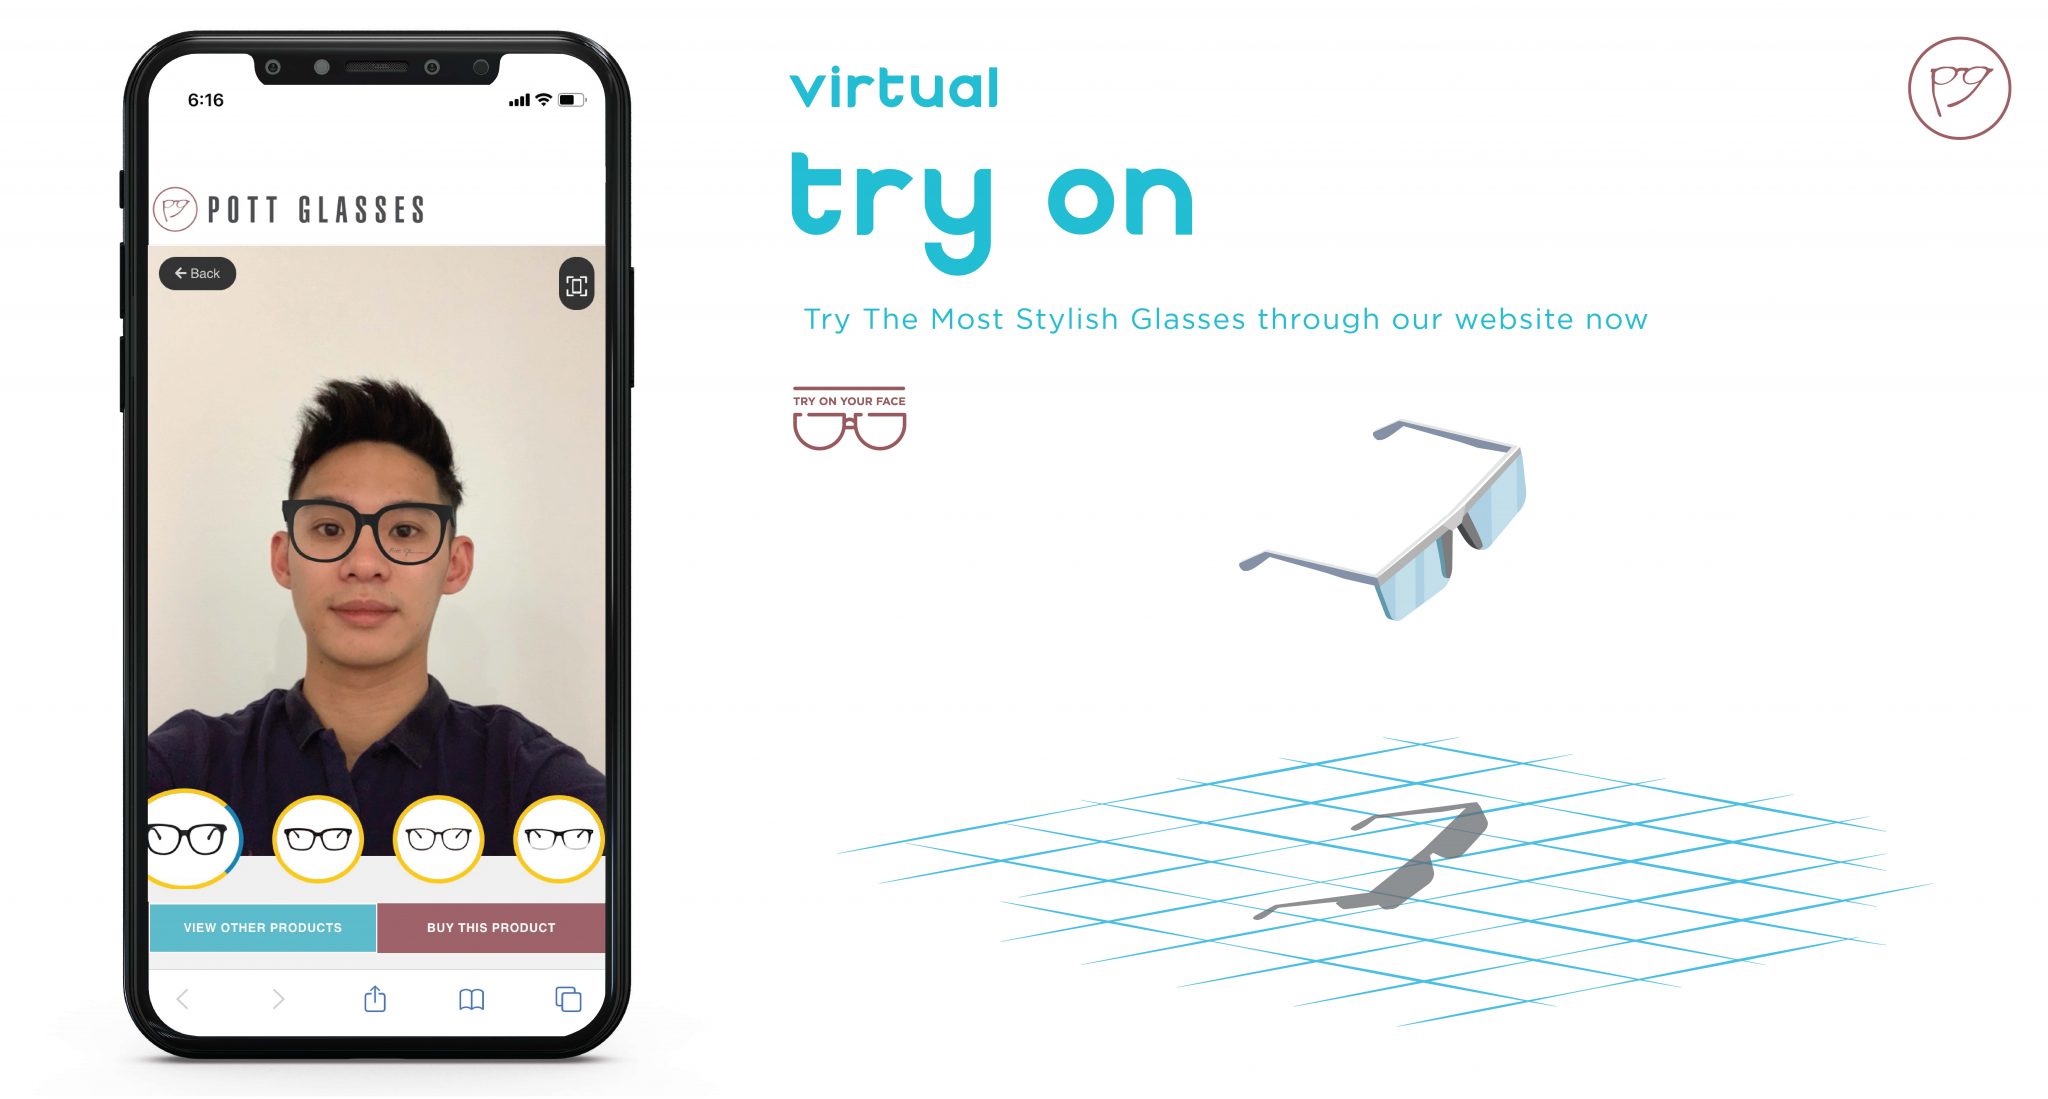 6:16
POTT GLASSES
Back
VIEW OTHER PRODUCTS
BUY THIS PRODUCT
virtual
try on
Try The Most Stylish Glasses through our website now
TRY ON YOUR FACE
pg